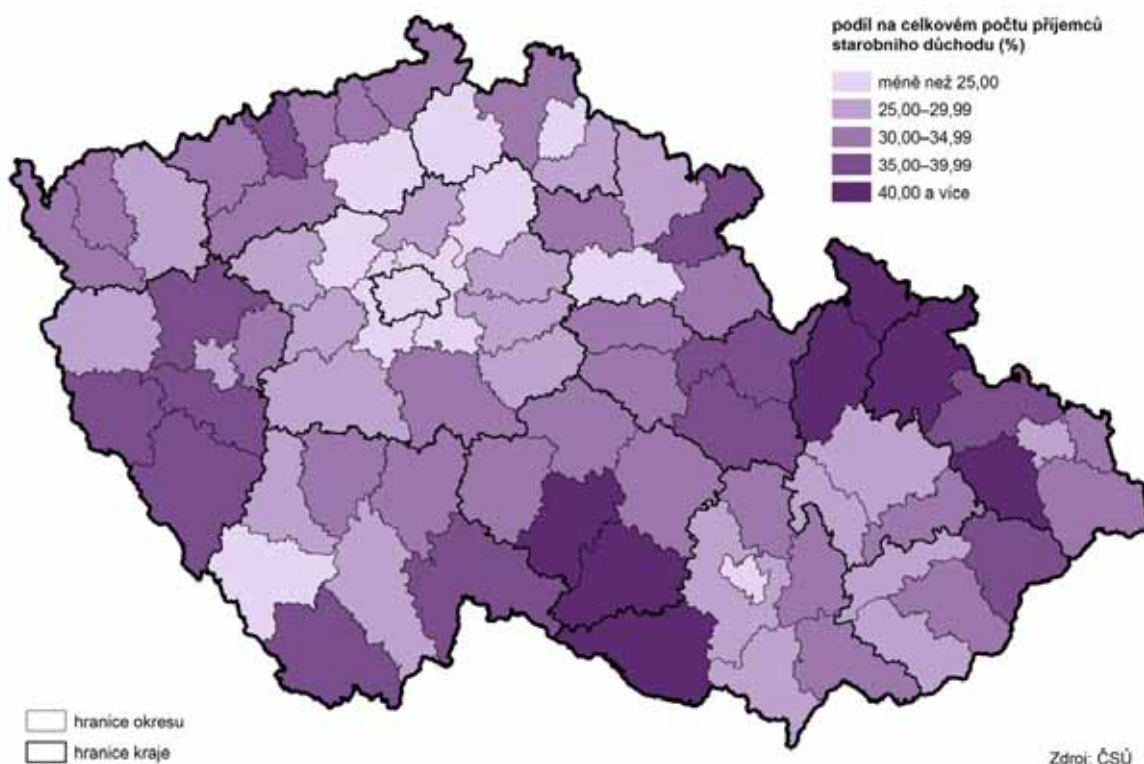 podíl na celkovém počtu příjemců
starobního důchodu (%)
méně než 25,00
25,00–29,99
30,00–34,99
35,00–39,99
40,00 a více
hranice okresu
hranice kraje
Zdroj: ČSÚ